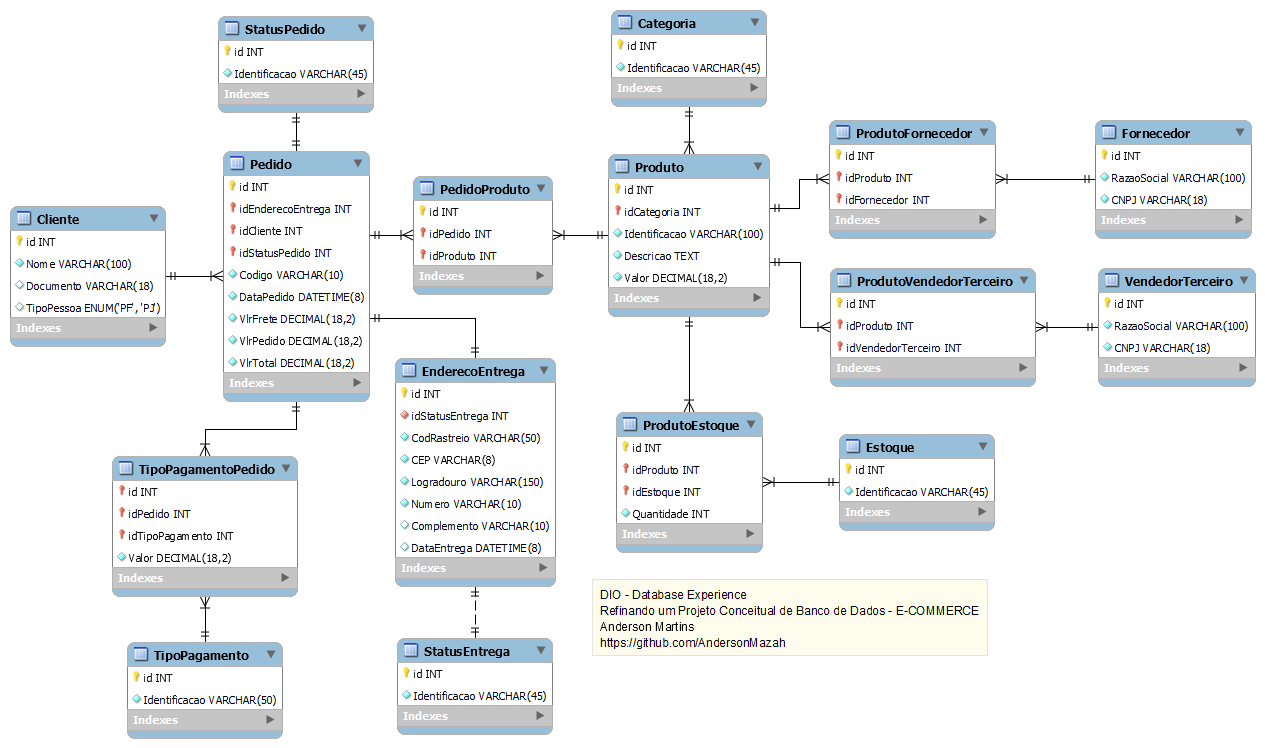 StatusPedido
id INT
Identificacao VARCHAR(45)
Indexes
Categoria
id INT
Identificacao VARCHAR(45)
Indexes
Cliente
id INT
Nome VARCHAR(100)
Documento VARCHAR(18)
TipoPessoa ENUM('PF', 'PJ')
Indexes
Pedido
id INT
idEnderecoEntrega INT
idCliente INT
idStatusPedido INT
Codigo VARCHAR(10)
DataPedido DATETIME(8)
VlrFrete DECIMAL(18,2)
VlrPedido DECIMAL(18,2)
VlrTotal DECIMAL(18,2)
Indexes
PedidoProduto
id INT
idPedido INT
idProduto INT
Indexes
Produto
id INT
idCategoria INT
Identificacao VARCHAR(100)
Descricao TEXT
Valor DECIMAL(18,2)
Indexes
ProdutoFornecedor
id INT
idProduto INT
idFornecedor INT
Indexes
Fornecedor
id INT
RazaoSocial VARCHAR(100)
CNPJ VARCHAR(18)
Indexes
ProdutoVendedorTerceiro
id INT
idProduto INT
idVendedorTerceiro INT
Indexes
VendedorTerceiro
id INT
RazaoSocial VARCHAR(100)
CNPJ VARCHAR(18)
Indexes
EnderecoEntrega
id INT
idStatusEntrega INT
CodRastreio VARCHAR(50)
CEP VARCHAR(8)
Logradouro VARCHAR(150)
Numero VARCHAR(10)
Complemento VARCHAR(10)
DataEntrega DATETIME(8)
Indexes
ProdutoEstoque
id INT
idProduto INT
idEstoque INT
Quantidade INT
Indexes
Estoque
id INT
Identificacao VARCHAR(45)
Indexes
TipoPagamentoPedido
id INT
idPedido INT
idTipoPagamento INT
Valor DECIMAL(18,2)
Indexes
TipoPagamento
id INT
Identificacao VARCHAR(50)
Indexes
StatusEntrega
id INT
Identificacao VARCHAR(45)
Indexes
DIO - Database Experience
Refinando um Projeto Conceitual de Banco de Dados - E-COMMERCE
Anderson Martins
https://github.com/AndersonMazah